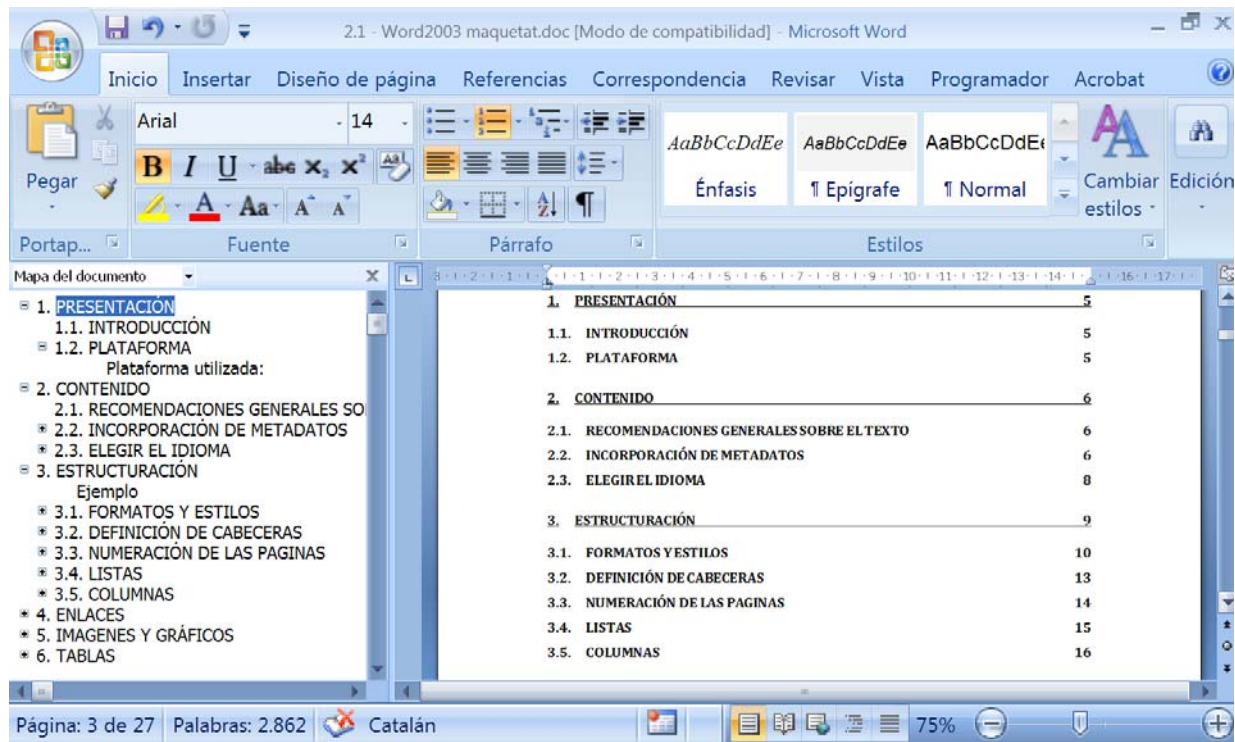 2.1 - Word2003 maquetat.doc [Modo de compatibilidad] - Microsoft Word
Inicio Insertar Diseño de página Referencias Correspondencia Revisar Vista Programador Acrobat
Arial 14
AaBbCcDdEe AaBbCcDdEe AaBbCcDdEe
Pegar
Énfasis ¶ Epígrafe ¶ Normal
Cambiar estilos
Edición
Portap... Fuente Párrafo Estilos
Mapa del documento
1. PRESENTACIÓN
1.1. INTRODUCCIÓN
1.2. PLATAFORMA
Plataforma utilizada:
2. CONTENIDO
2.1. RECOMENDACIONES GENERALES SO
2.2. INCORPORACIÓN DE METADATOS
2.3. ELEGIR EL IDIOMA
3. ESTRUCTURACIÓN
Ejemplo
3.1. FORMATOS Y ESTILOS
3.2. DEFINICIÓN DE CABECERAS
3.3. NUMERACIÓN DE LAS PAGINAS
3.4. LISTAS
3.5. COLUMNAS
4. ENLACES
5. IMAGENES Y GRÁFICOS
6. TABLAS
1. PRESENTACIÓN 5
1.1. INTRODUCCIÓN 5
1.2. PLATAFORMA 5
2. CONTENIDO 6
2.1. RECOMENDACIONES GENERALES SOBRE EL TEXTO 6
2.2. INCORPORACIÓN DE METADATOS 6
2.3. ELEGIR EL IDIOMA 8
3. ESTRUCTURACIÓN 9
3.1. FORMATOS Y ESTILOS 10
3.2. DEFINICIÓN DE CABECERAS 13
3.3. NUMERACIÓN DE LAS PAGINAS 14
3.4. LISTAS 15
3.5. COLUMNAS 16
Página: 3 de 27 Palabras: 2.862 Catalán 75%